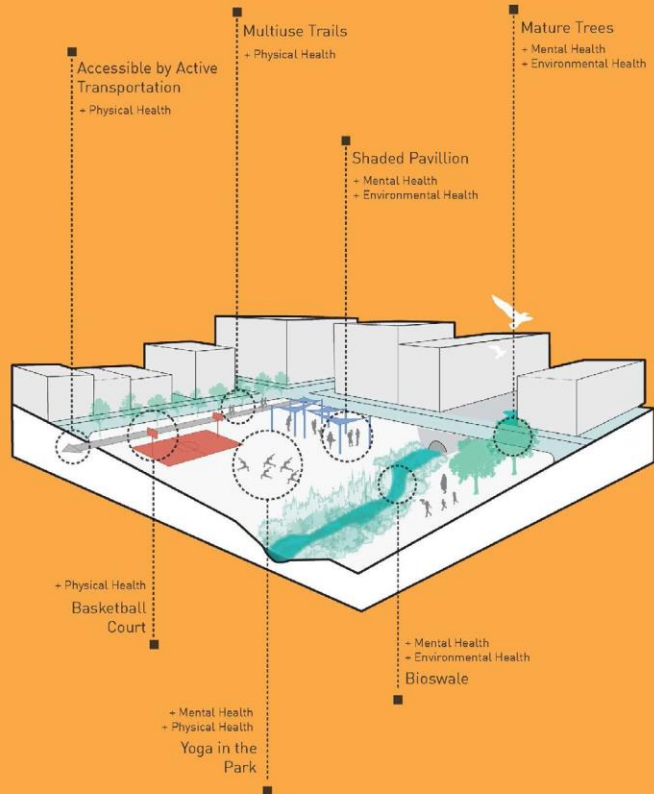 Multiuse Trails
+ Physical Health
Mature Trees
+ Mental Health
+ Environmental Health
Accessible by Active
Transportation
+ Physical Health
Shaded Pavillion
+ Mental Health
+ Environmental Health
+ Physical Health
Basketball
Court
+ Mental Health
+ Environmental Health
Bioswale
+ Mental Health
+ Physical Health
Yoga in the
Park